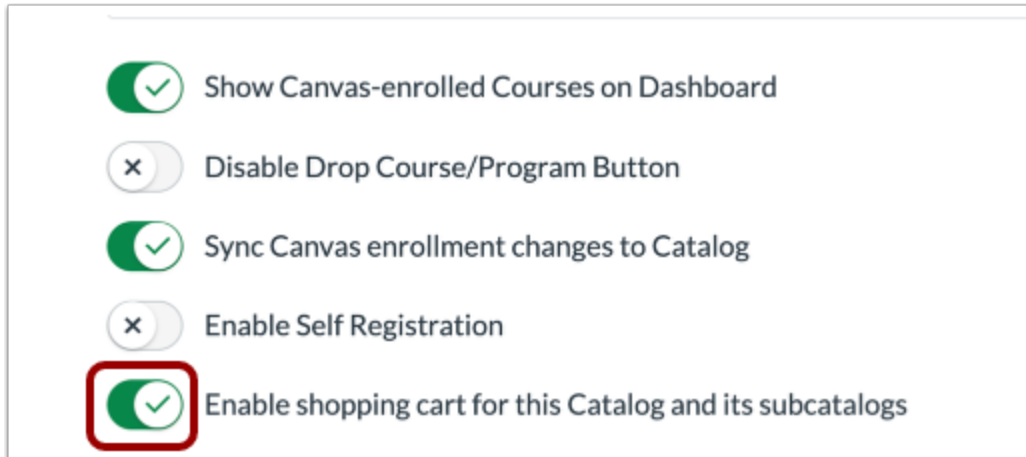 Show Canvas-enrolled Courses on Dashboard
Disable Drop Course/Program Button
Sync Canvas enrollment changes to Catalog
Enable Self Registration
Enable shopping cart for this Catalog and its subcatalogs